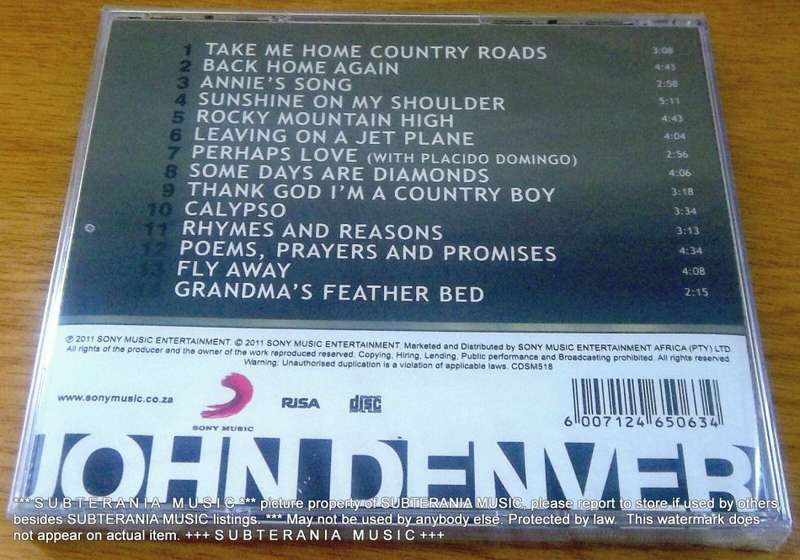 1 TAKE ME HOME COUNTRY ROADS 3:08
2 BACK HOME AGAIN 4:43
3 ANNIE'S SONG 2:58
4 SUNSHINE ON MY SHOULDER 5:11
5 ROCKY MOUNTAIN HIGH 4:43
6 LEAVING ON A JET PLANE 4:04
7 PERHAPS LOVE (WITH PLACIDO DOMINGO) 2:56
8 SOME DAYS ARE DIAMONDS 4:06
9 THANK GOD I'M A COUNTRY BOY 3:18
10 CALYPSO 3:34
11 RHYMES AND REASONS 3:13
12 POEMS, PRAYERS AND PROMISES 4:34
13 FLY AWAY 4:08
GRANDMA'S FEATHER BED 2:15
℗ 2011 SONY MUSIC ENTERTAINMENT. © 2011 SONY MUSIC ENTERTAINMENT. Marketed and Distributed by SONY MUSIC ENTERTAINMENT AFRICA (PTY) LTD.
All rights of the producer and the owner of the work reproduced reserved. Copying, Hiring, Lending, Public performance and Broadcasting prohibited. All rights reserved.
Warning: Unauthorised duplication is a violation of applicable laws. CDSM518
www.sonymusic.co.za
SONY MUSIC
RISA
disc
6 007124 650634
JOHN DENVER
*** SUBTERANIA MUSIC *** picture property of SUBTERANIA MUSIC, please report to store if used by others
besides SUBTERANIA MUSIC listings. *** May not be used by anybody else. Protected by law. This watermark does
not appear on actual item. +++ SUBTERANIA MUSIC +++